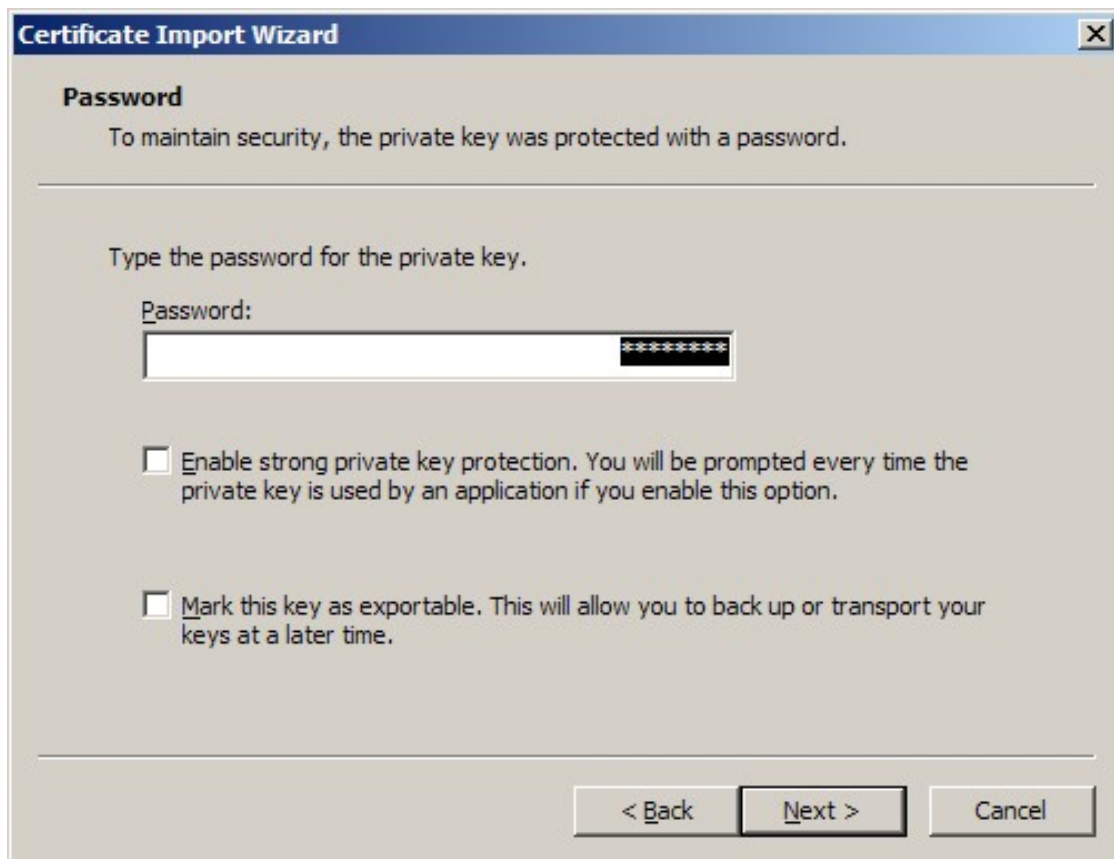 Certificate Import Wizard
Password
To maintain security, the private key was protected with a password.
Type the password for the private key.
Password:
********
Enable strong private key protection. You will be prompted every time the
private key is used by an application if you enable this option.
Mark this key as exportable. This will allow you to back up or transport your
keys at a later time.
< Back Next > Cancel